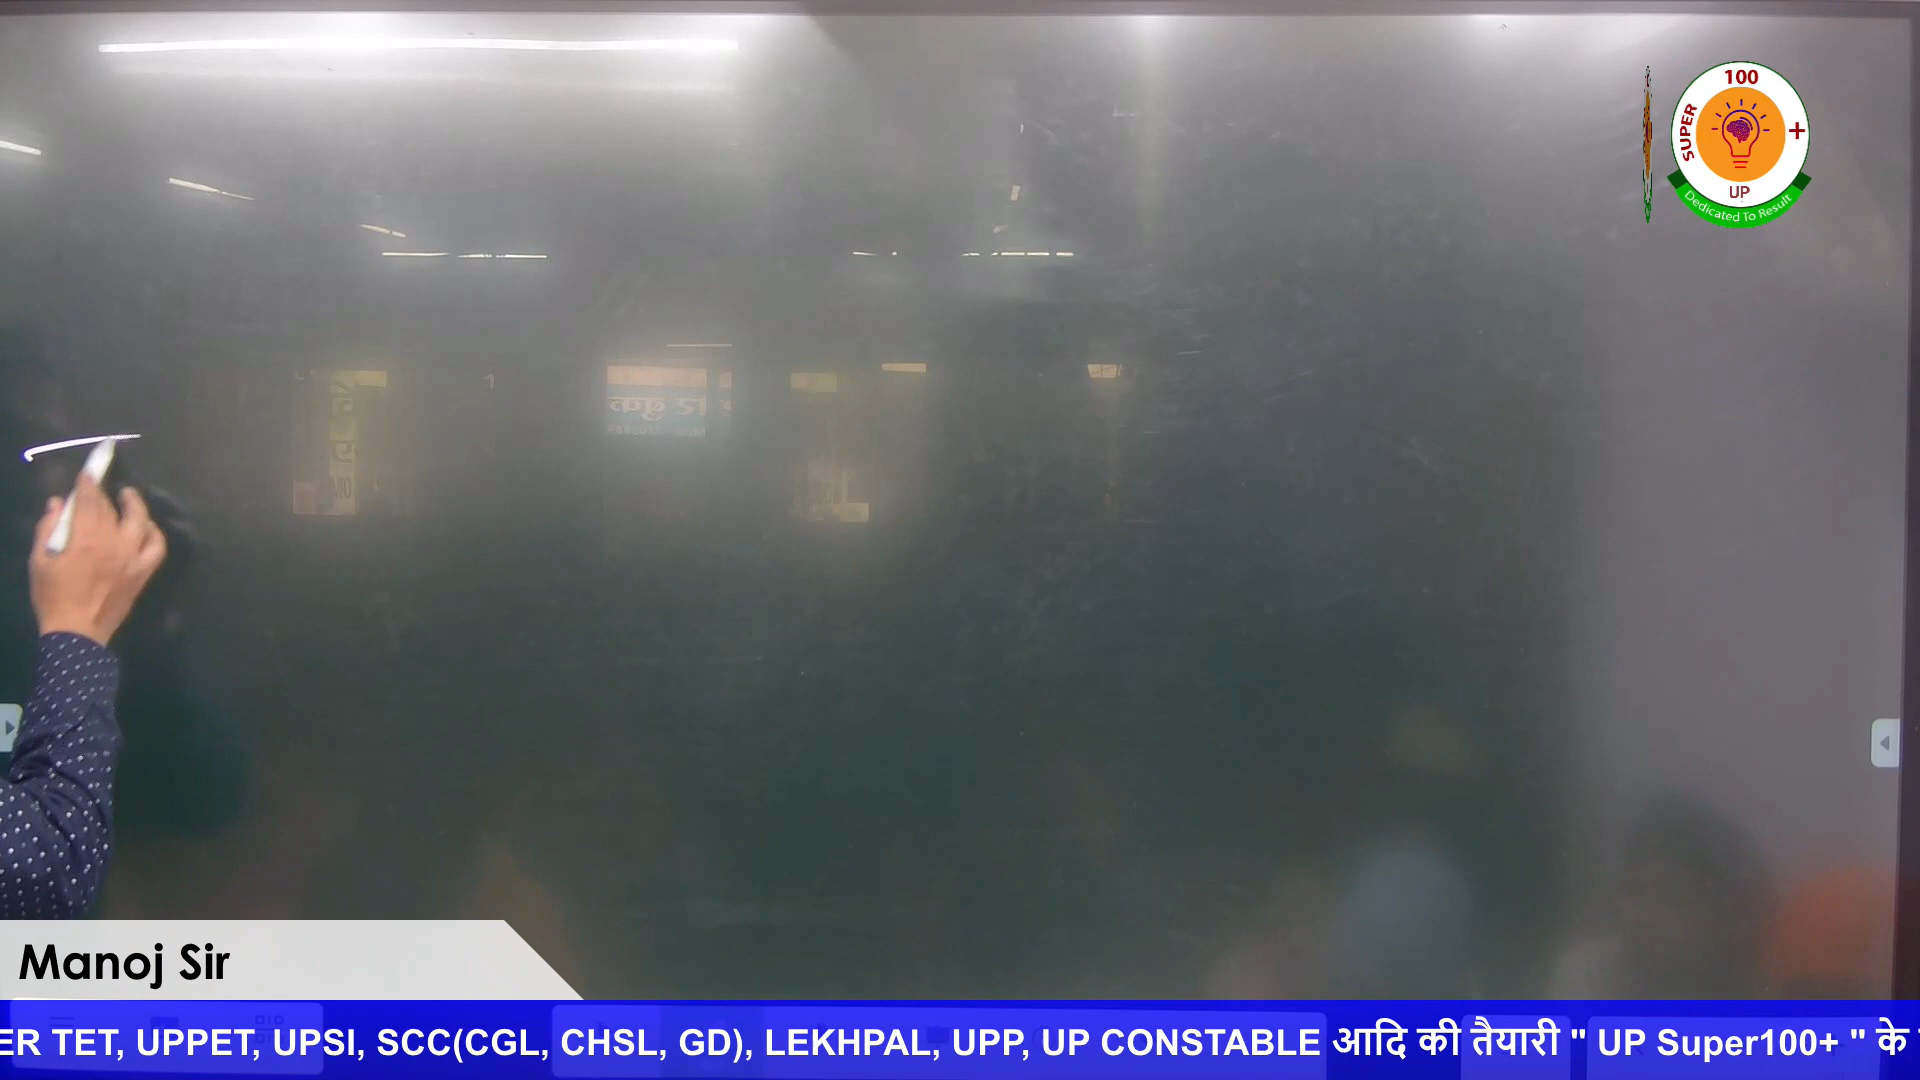 100
SUPER
+
UP
Dedicated To Result
Manoj Sir
ER TET, UPPET, UPSI, SCC(CGL, CHSL, GD), LEKHPAL, UPP, UP CONSTABLE आदि की तैयारी " UP Super100+ " के